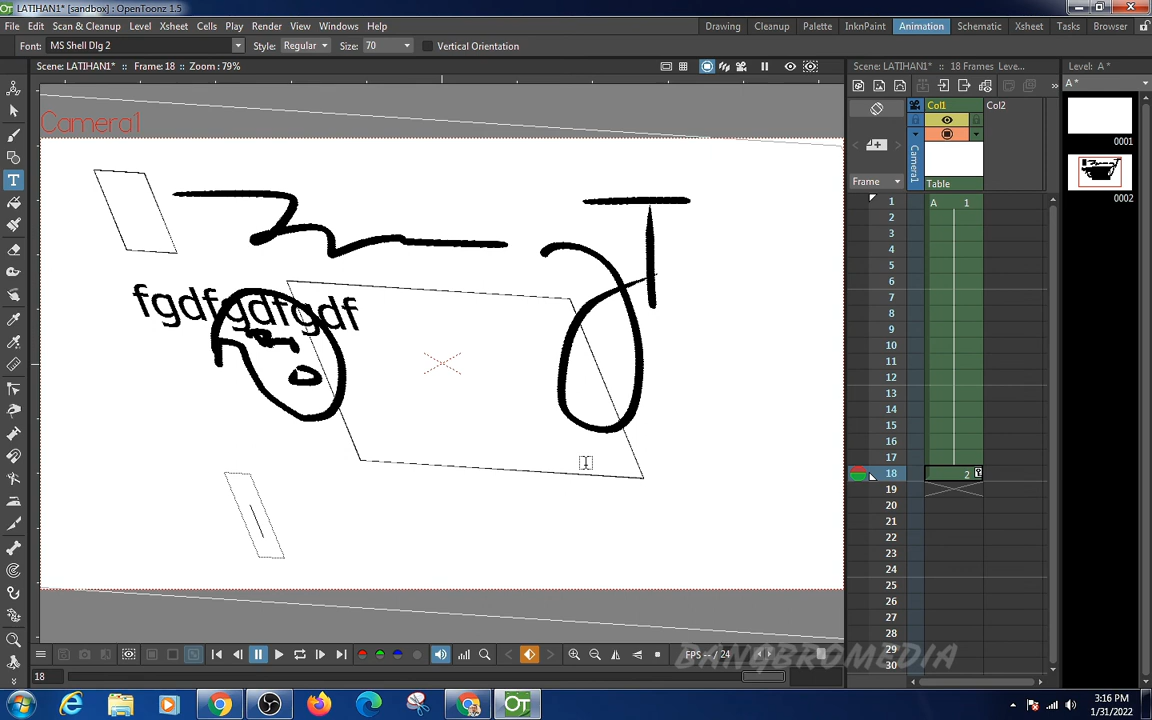 LATIHAN1* [sandbox] : OpenToonz 1.5
File Edit Scan & Cleanup Level Xsheet Cells Play Render View Windows Help
Drawing Cleanup Palette InknPaint Animation Schematic Xsheet Tasks Browser
Font: MS Shell Dlg 2 Style: Regular Size: 70 Vertical Orientation
Scene: LATIHAN1* :: Frame: 18 :: Zoom : 79%
Scene: LATIHAN1* :: 18 Frames Leve...
Level: A *
A *
Col1 Col2
Camera1
Camera1
0001
0002
Frame
Table
A 1
1
2
3
4
5
6
7
8
9
10
11
12
13
14
15
16
17
18 2
19
20
21
22
23
24
25
26
27
28
29
30
fgdfgdfgdf
FPS -- / 24
BANGBROMEDIA
18
3:16 PM
1/31/2022